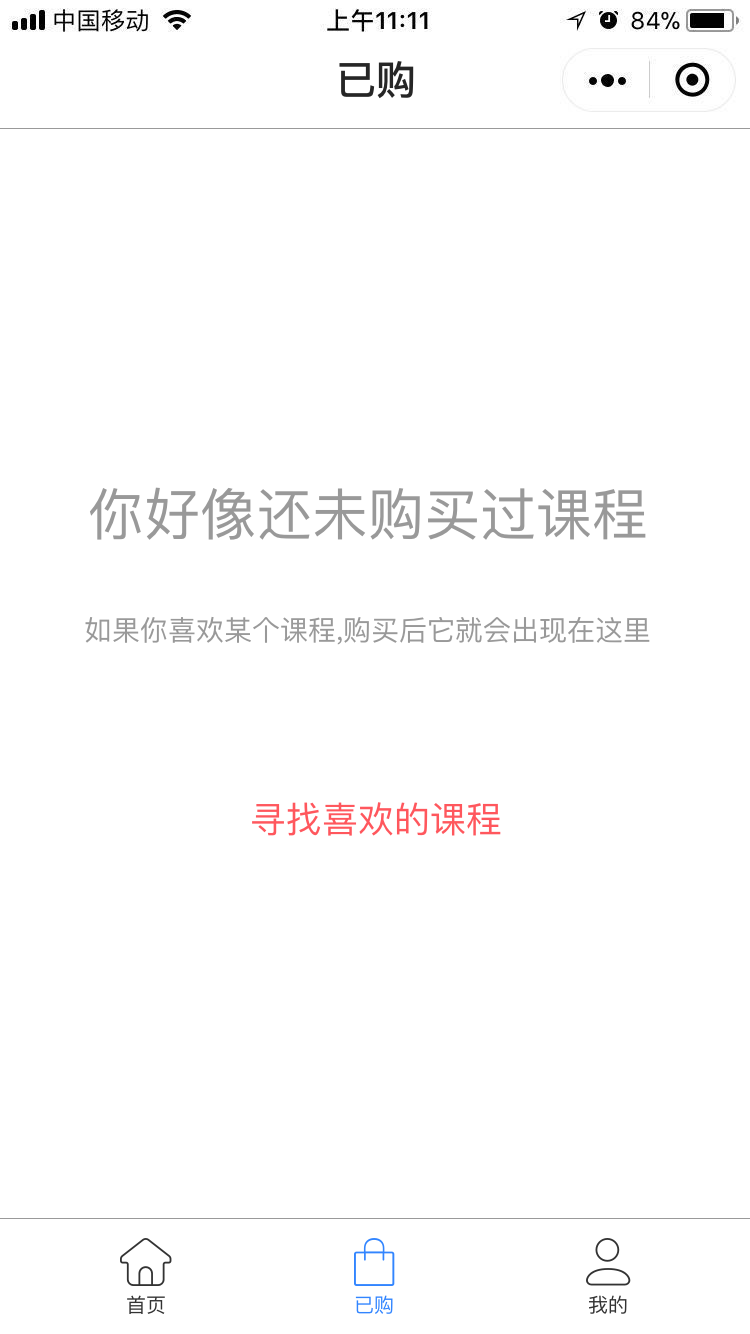 中国移动
上午11:11
84%
已购
你好像还未购买过课程
如果你喜欢某个课程,购买后它就会出现在这里
寻找喜欢的课程
首页
已购
我的